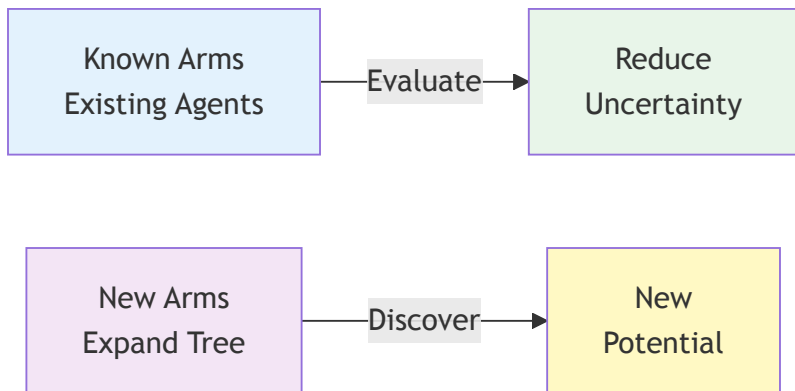 Known Arms
Existing Agents
Evaluate
Reduce
Uncertainty
New Arms
Expand Tree
Discover
New
Potential